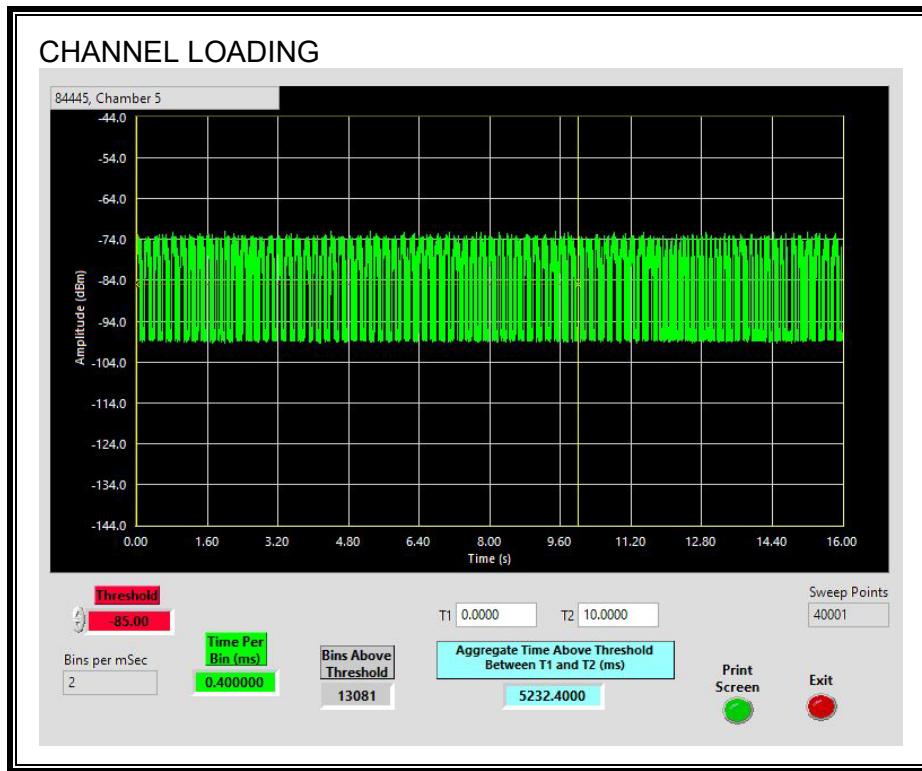 CHANNEL LOADING
84445, Chamber 5
-44.0
-54.0
-64.0
-74.0
-84.0
-94.0
-104.0
-114.0
-124.0
-134.0
-144.0
Amplitude (dBm)
0.00 1.60 3.20 4.80 6.40 8.00 9.60 11.20 12.80 14.40 16.00
Time (s)
Threshold
-85.00
Bins per mSec
2
Time Per
Bin (ms)
0.400000
Bins Above
Threshold
13081
T1 0.0000 T2 10.0000
Aggregate Time Above Threshold
Between T1 and T2 (ms)
5232.4000
Sweep Points
40001
Print
Screen
Exit